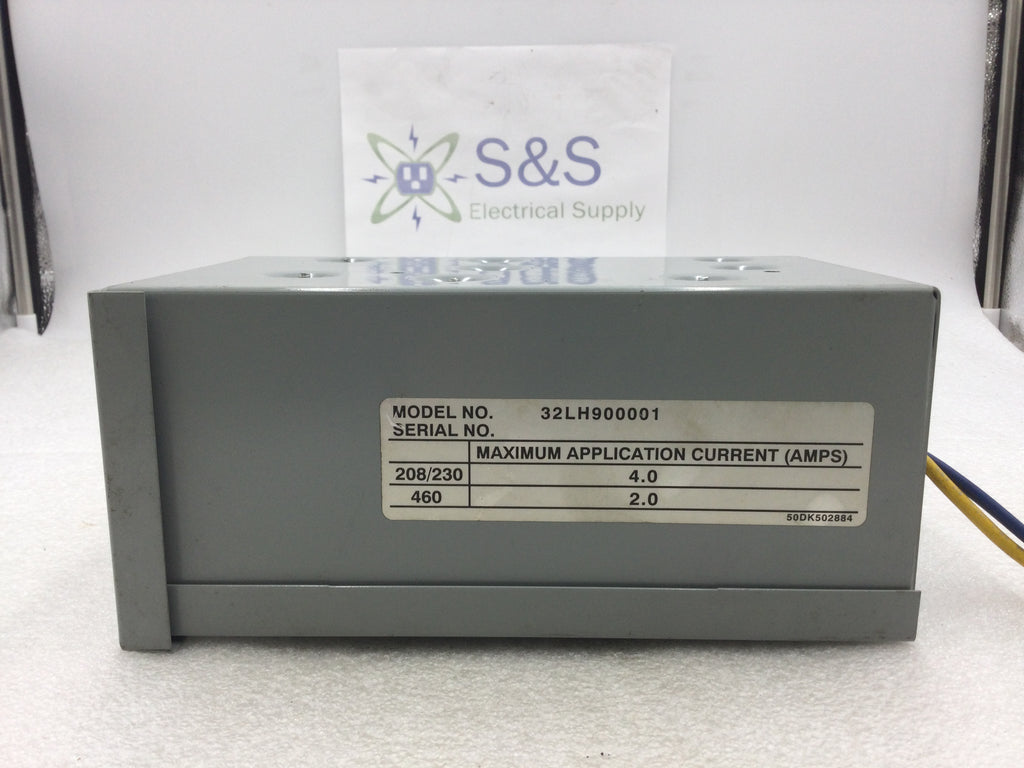 S&S
Electrical Supply
MODEL NO. 32LH900001
SERIAL NO.
MAXIMUM APPLICATION CURRENT (AMPS)
208/230 4.0
460 2.0
50DK502884